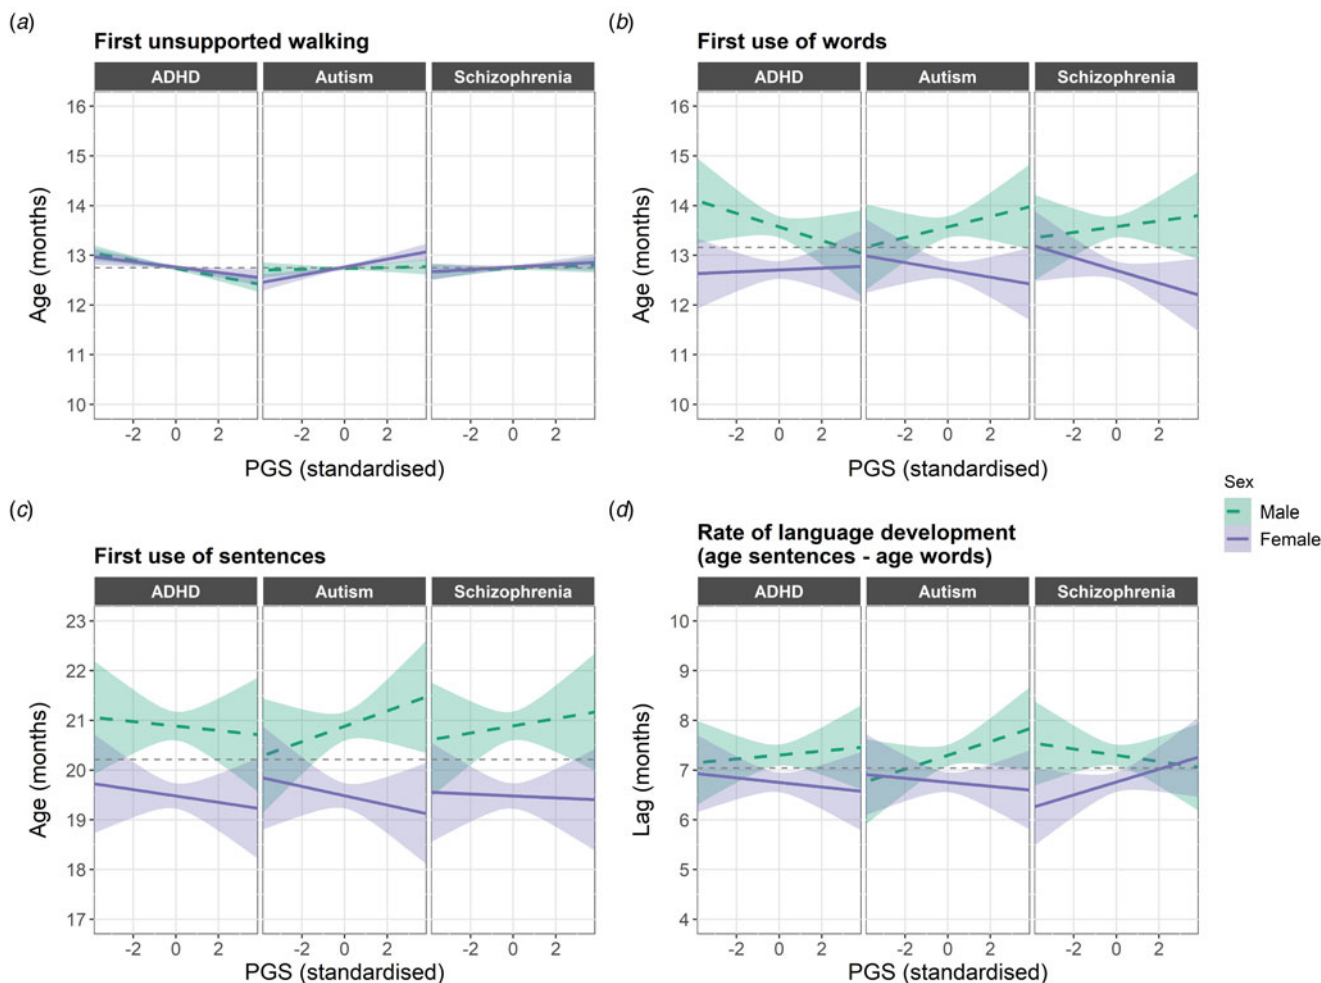 (a)
First unsupported walking
ADHD Autism Schizophrenia
16
15
14
13
12
11
10
Age (months)
-2 0 2 -2 0 2 -2 0 2
PGS (standardised)
(b)
First use of words
ADHD Autism Schizophrenia
16
15
14
13
12
11
10
Age (months)
-2 0 2 -2 0 2 -2 0 2
PGS (standardised)
(c)
First use of sentences
ADHD Autism Schizophrenia
23
22
21
20
19
18
17
Age (months)
-2 0 2 -2 0 2 -2 0 2
PGS (standardised)
(d)
Rate of language development
(age sentences - age words)
ADHD Autism Schizophrenia
10
9
8
7
6
5
4
Lag (months)
-2 0 2 -2 0 2 -2 0 2
PGS (standardised)
Sex
Male
Female